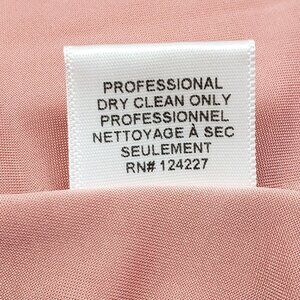 PROFESSIONAL
DRY CLEAN ONLY
PROFESSIONNEL
NETTOYAGE À SEC
SEULEMENT
RN# 124227